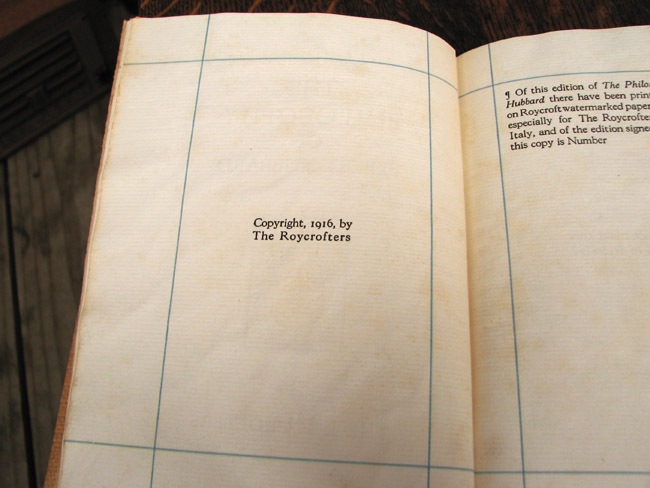 Copyright, 1916, by
The Roycrofters
¶ Of this edition of The
Hubbard there have been
on Roycroft watermarked paper
especially for The
Italy, and of the edition
this copy is Number